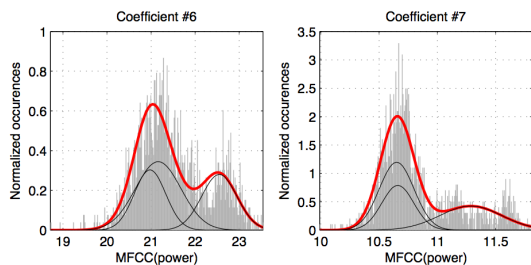 Coefficient #6
Normalized occurences
1
0.8
0.6
0.4
0.2
0
19 20 21 22 23
MFCC(power)
Coefficient #7
Normalized occurences
3.5
3
2.5
2
1.5
1
0.5
0
10 10.5 11 11.5
MFCC(power)